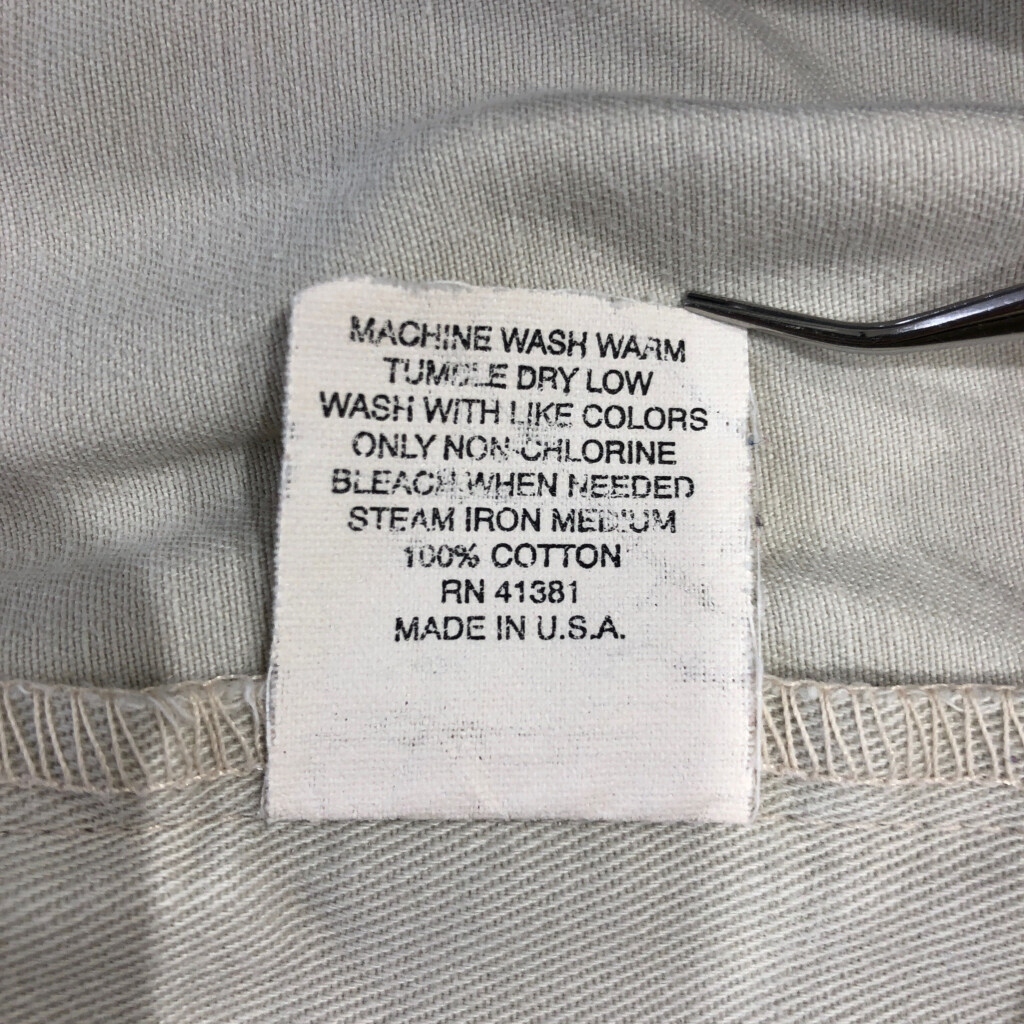 MACHINE WASH WARM
TUMBLE DRY LOW
WASH WITH LIKE COLORS
ONLY NON-CHLORINE
BLEACH WHEN NEEDED
STEAM IRON MEDIUM
100% COTTON
RN 41381
MADE IN U.S.A.